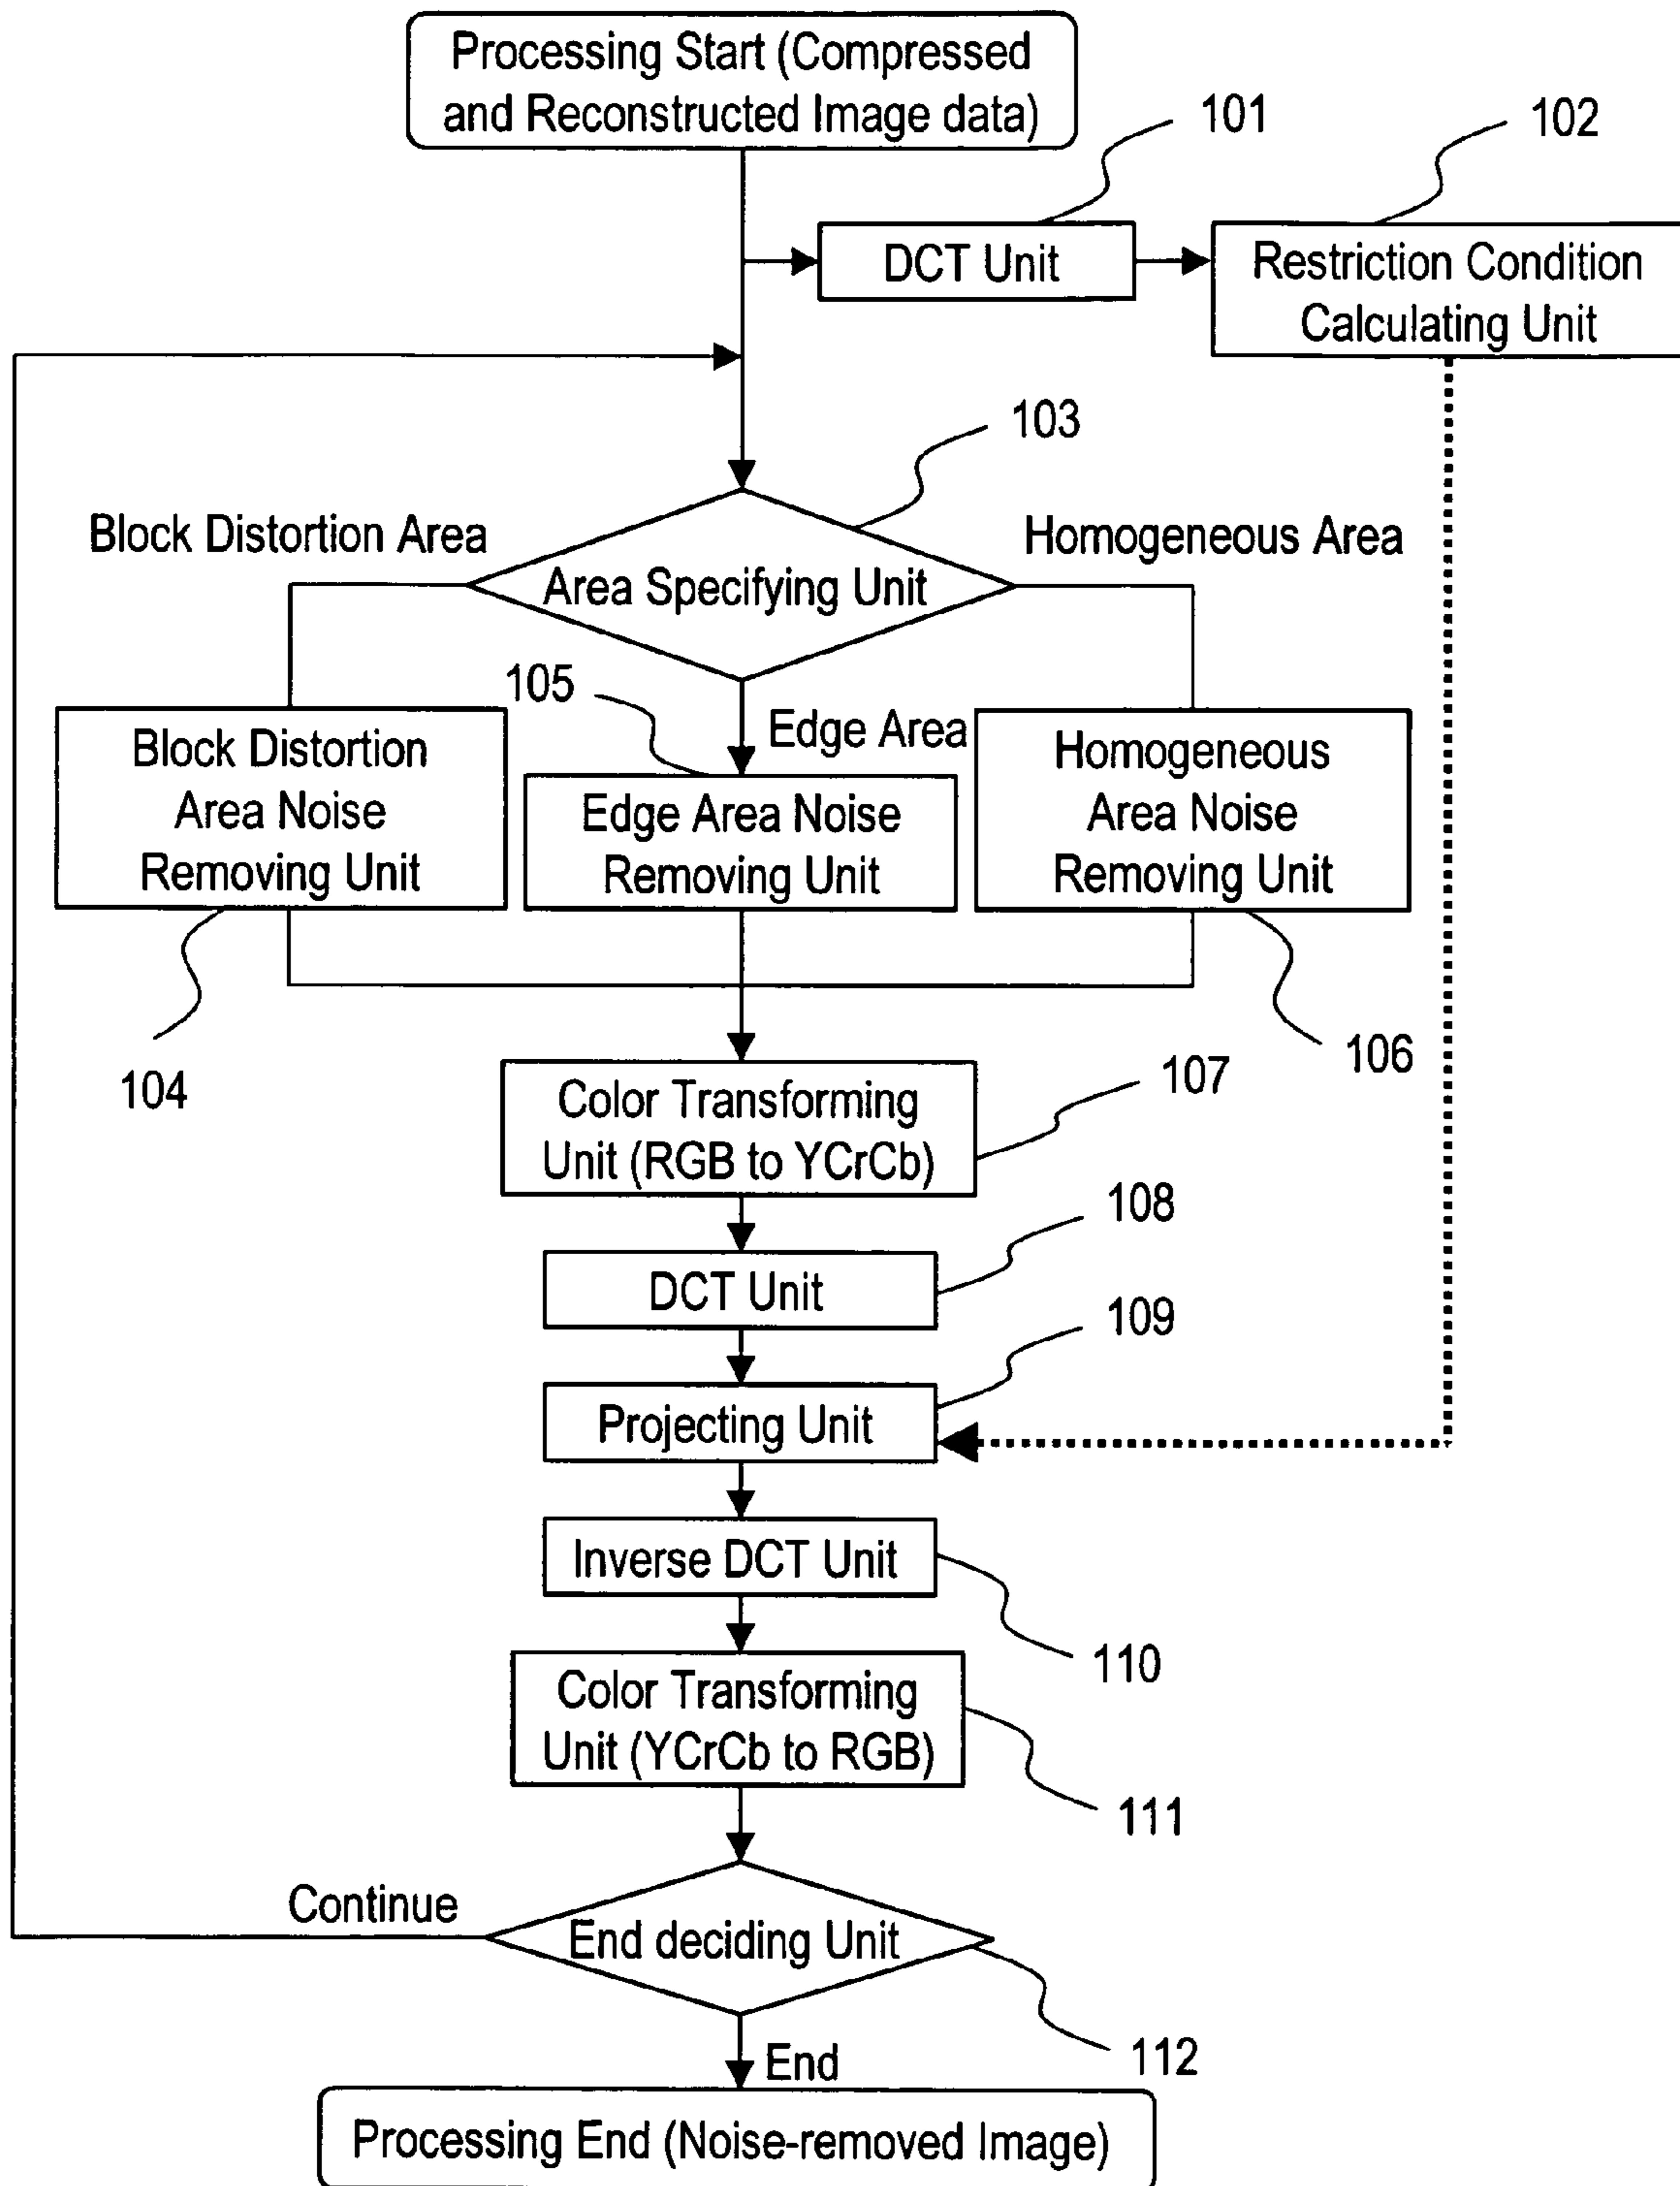 Processing Start (Compressed
and Reconstructed Image data)
101
102
DCT Unit
Restriction Condition
Calculating Unit
103
Block Distortion Area
Homogeneous Area
Area Specifying Unit
105
Edge Area
Block Distortion
Area Noise
Removing Unit
Edge Area Noise
Removing Unit
Homogeneous
Area Noise
Removing Unit
104
106
Color Transforming
Unit (RGB to YCrCb)
107
108
DCT Unit
109
Projecting Unit
Inverse DCT Unit
110
Color Transforming
Unit (YCrCb to RGB)
111
Continue
End deciding Unit
112
End
Processing End (Noise-removed Image)